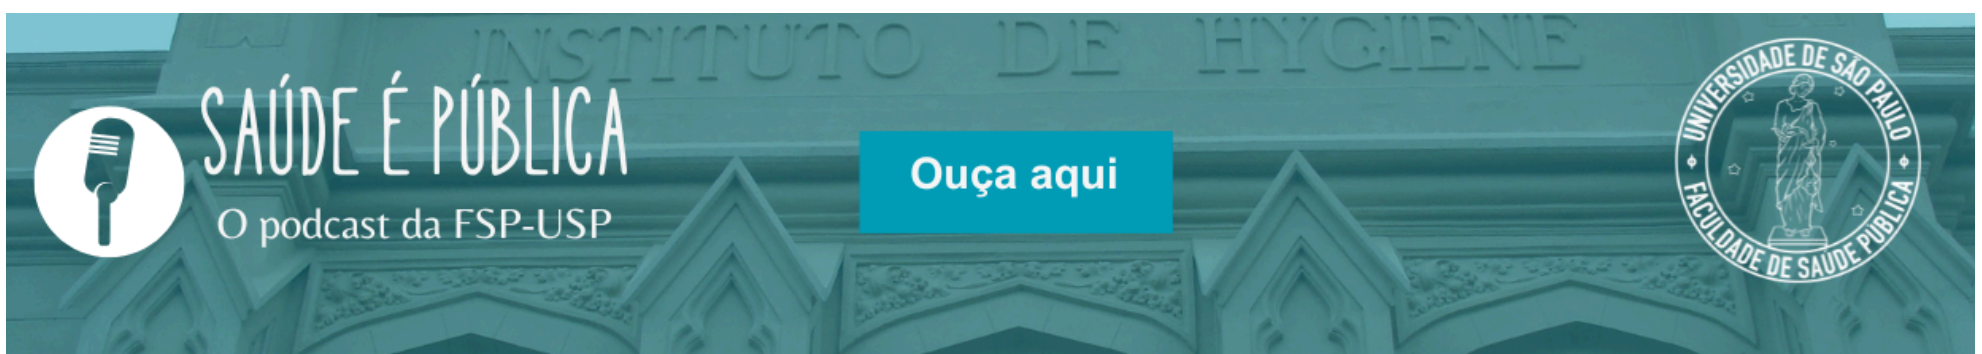 INSTITUTO DE HYGIENE
SAÚDE É PÚBLICA
O podcast da FSP-USP
Ouça aqui
UNIVERSIDADE DE SÃO PAULO
FACULDADE DE SAÚDE PÚBLICA